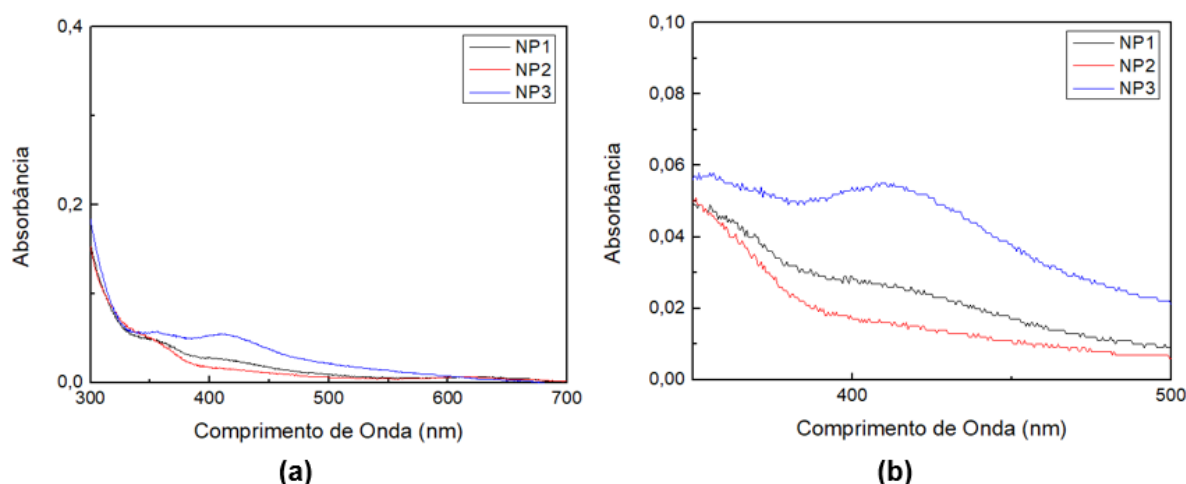 0,4
0,2
0,0
Absorbância
NP1
NP2
NP3
300
400
500
600
700
Comprimento de Onda (nm)
(a)
0,10
0,08
0,06
0,04
0,02
0,00
Absorbância
NP1
NP2
NP3
400
500
Comprimento de Onda (nm)
(b)